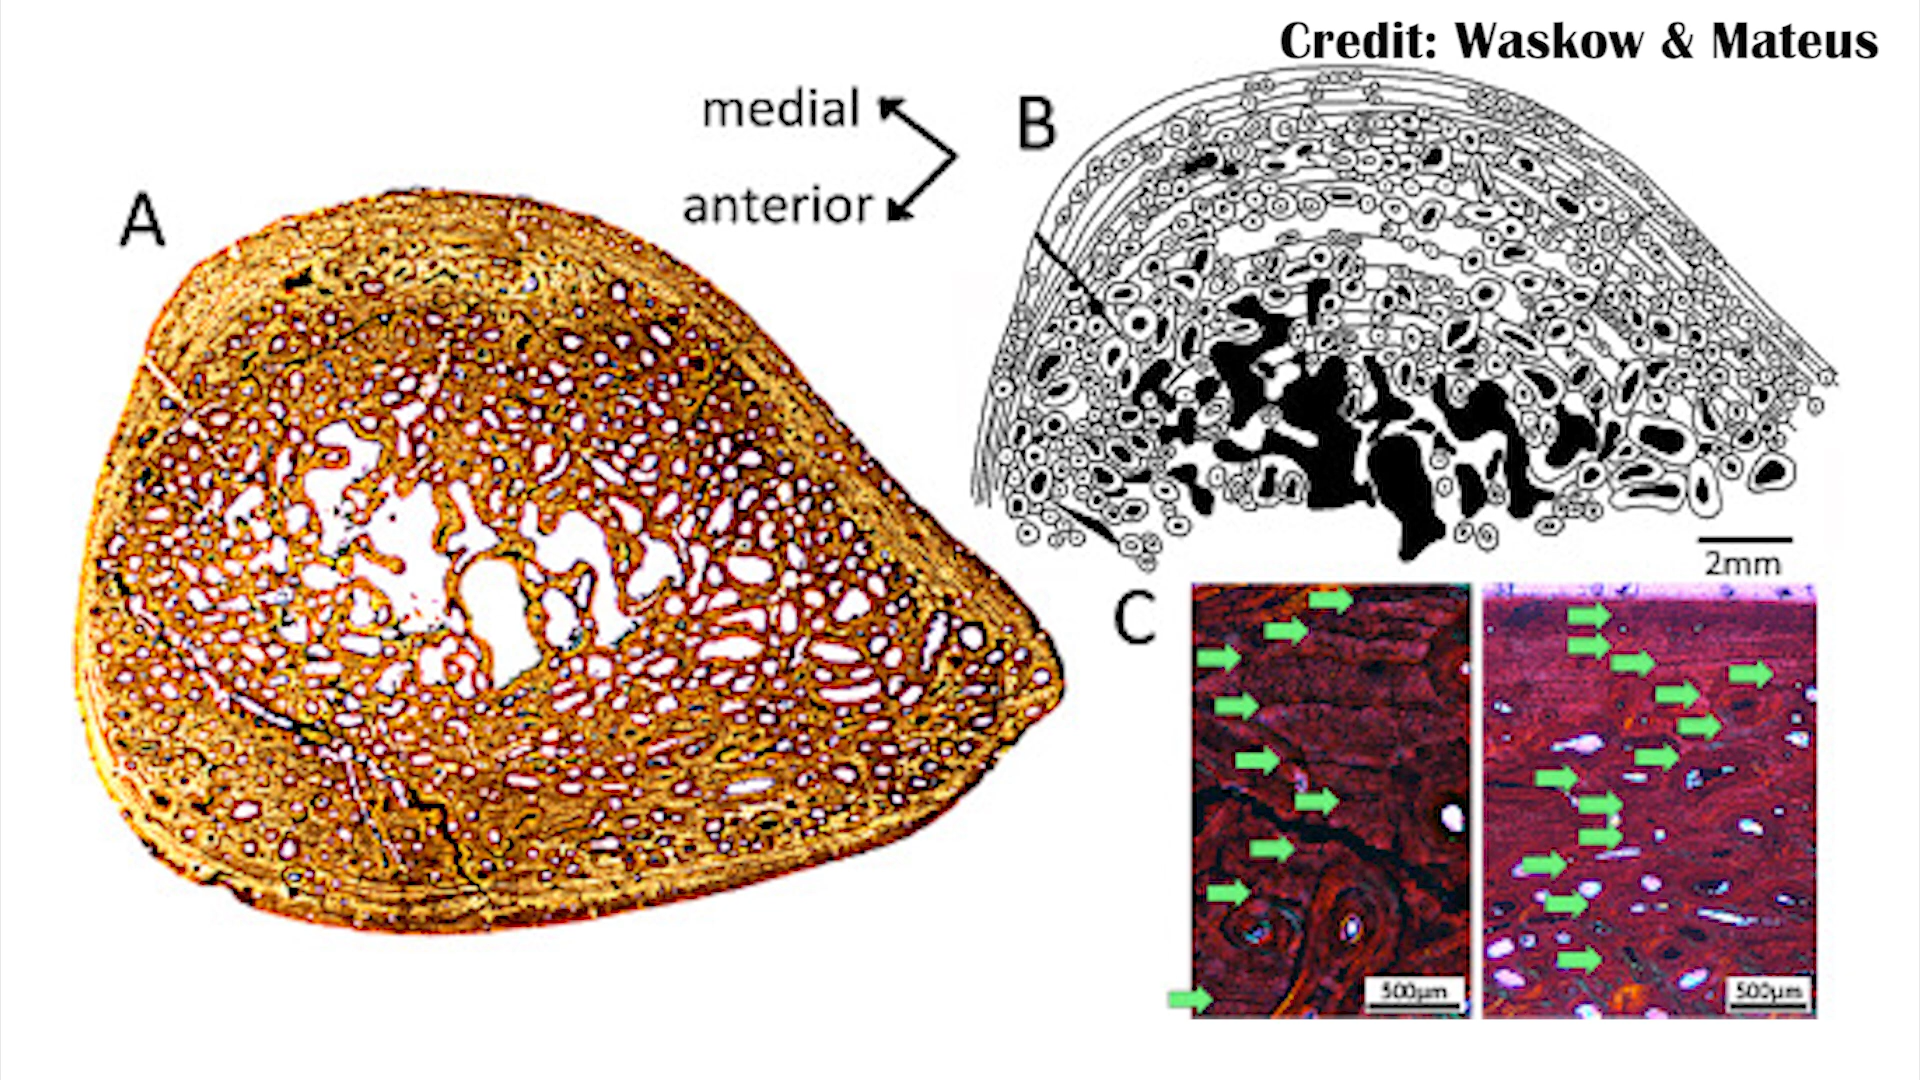 Credit: Waskow & Mateus
medial
anterior
A
B
2mm
C
500µm
500µm